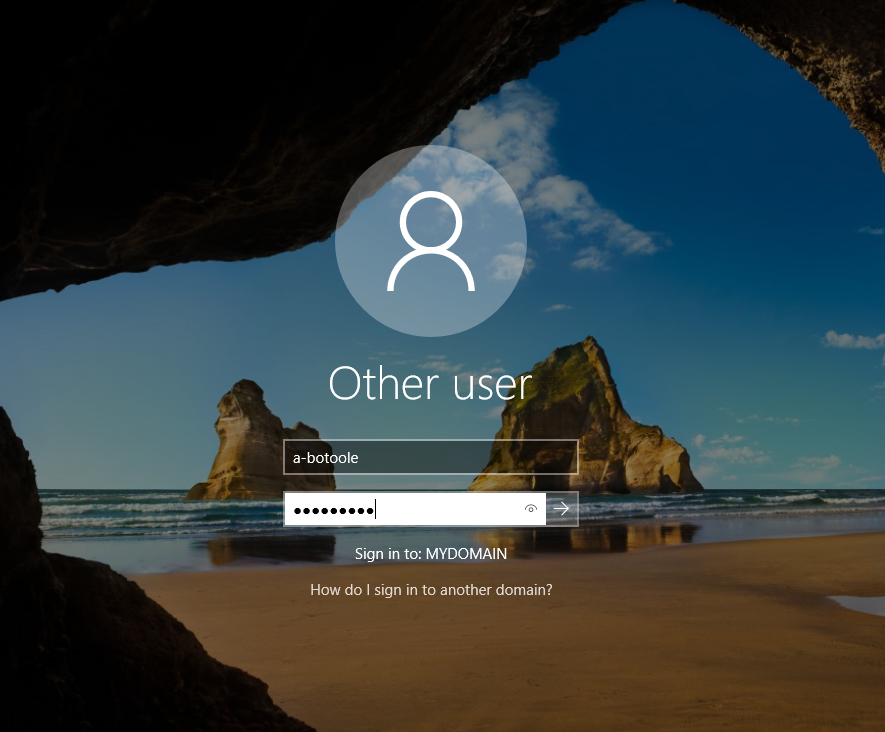 Other user
a-botoole
●●●●●●●●●
Sign in to: MYDOMAIN
How do I sign in to another domain?